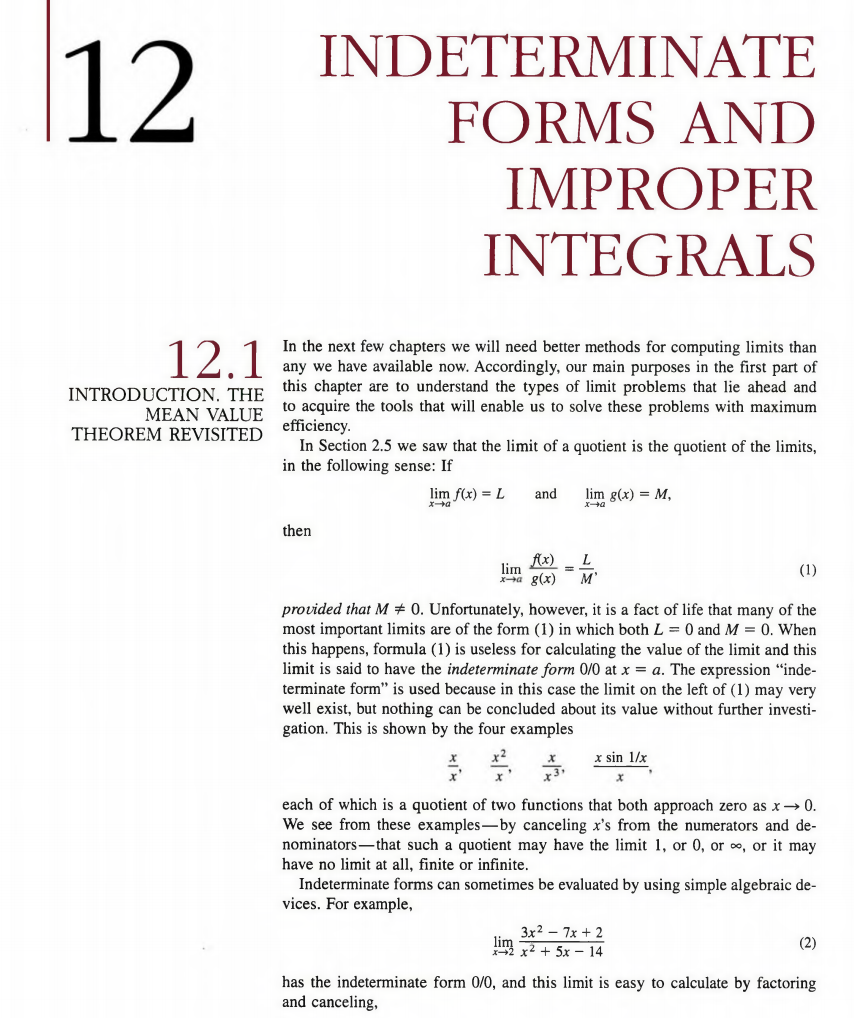 12
INDETERMINATE
FORMS AND
IMPROPER
INTEGRALS
12.1
INTRODUCTION. THE
MEAN VALUE
THEOREM REVISITED
In the next few chapters we will need better methods for computing limits than
any we have available now. Accordingly, our main purposes in the first part of
this chapter are to understand the types of limit problems that lie ahead and
to acquire the tools that will enable us to solve these problems with maximum
efficiency.
In Section 2.5 we saw that the limit of a quotient is the quotient of the limits,
in the following sense: If
lim_{x→a} f(x) = L and lim_{x→a} g(x) = M,
then
lim_{x→a} f(x)/g(x) = L/M, (1)
provided that M ≠ 0. Unfortunately, however, it is a fact of life that many of the
most important limits are of the form (1) in which both L = 0 and M = 0. When
this happens, formula (1) is useless for calculating the value of the limit and this
limit is said to have the indeterminate form 0/0 at x = a. The expression “inde-
terminate form” is used because in this case the limit on the left of (1) may very
well exist, but nothing can be concluded about its value without further investi-
gation. This is shown by the four examples
x/x, x²/x, x/x³, (x sin 1/x)/x,
each of which is a quotient of two functions that both approach zero as x → 0.
We see from these examples—by canceling x’s from the numerators and de-
nominators—that such a quotient may have the limit 1, or 0, or ∞, or it may
have no limit at all, finite or infinite.
Indeterminate forms can sometimes be evaluated by using simple algebraic de-
vices. For example,
lim_{x→2} (3x² − 7x + 2)/(x² + 5x − 14) (2)
has the indeterminate form 0/0, and this limit is easy to calculate by factoring
and canceling,